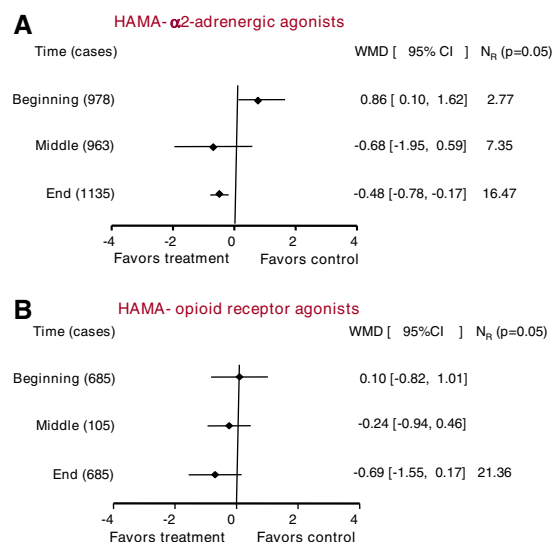 A
HAMA-α2-adrenergic agonists
Time (cases) WMD [ 95% CI ] NR (p=0.05)
Beginning (978) 0.86 [ 0.10, 1.62] 2.77
Middle (963) -0.68 [-1.95, 0.59] 7.35
End (1135) -0.48 [-0.78, -0.17] 16.47
-4 -2 0 2 4
Favors treatment Favors control
B
HAMA- opioid receptor agonists
Time (cases) WMD [ 95%CI ] NR (p=0.05)
Beginning (685) 0.10 [-0.82, 1.01]
Middle (105) -0.24 [-0.94, 0.46]
End (685) -0.69 [-1.55, 0.17] 21.36
-4 -2 0 2 4
Favors treatment Favors control